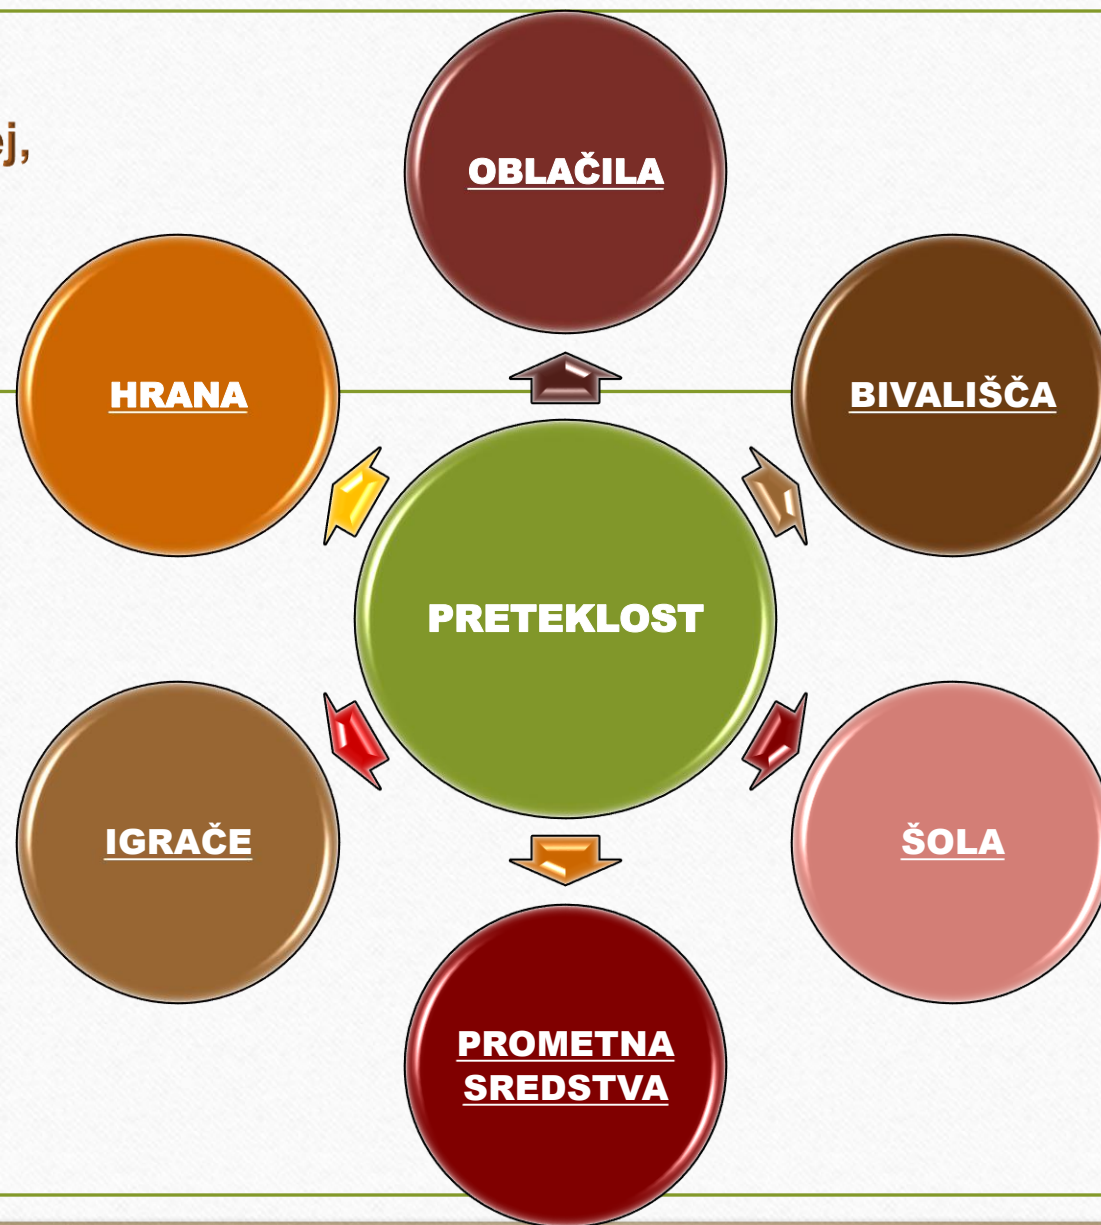 OBLAČILA
HRANA
BIVALIŠČA
PRETEKLOST
IGRAČE
ŠOLA
PROMETNA
SREDSTVA